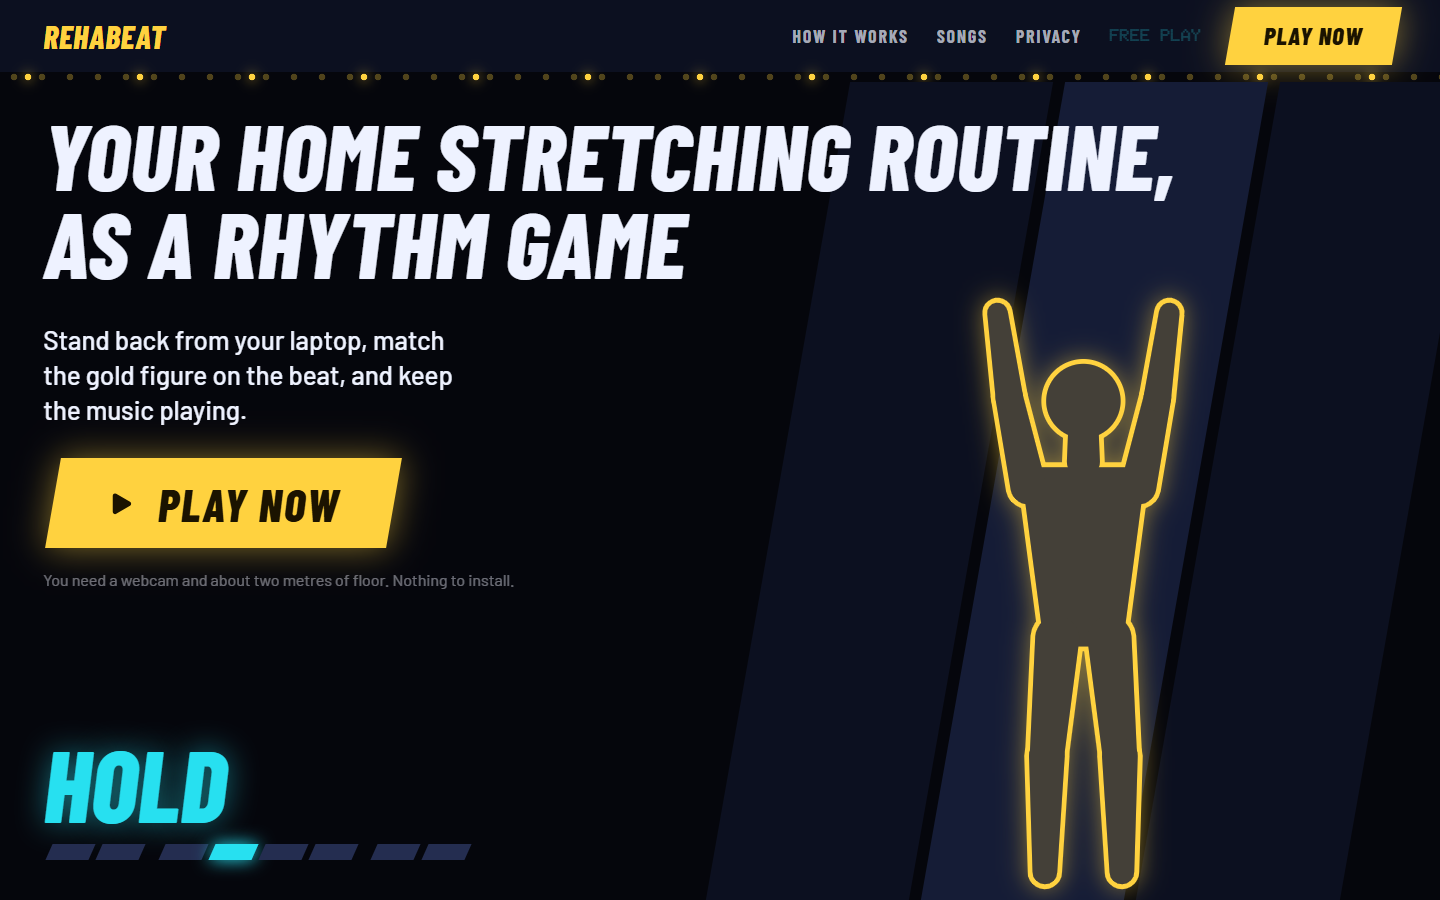 REHABEAT
HOW IT WORKS SONGS PRIVACY FREE PLAY PLAY NOW
YOUR HOME STRETCHING ROUTINE,
AS A RHYTHM GAME
Stand back from your laptop, match
the gold figure on the beat, and keep
the music playing.
PLAY NOW
You need a webcam and about two metres of floor. Nothing to install.
HOLD